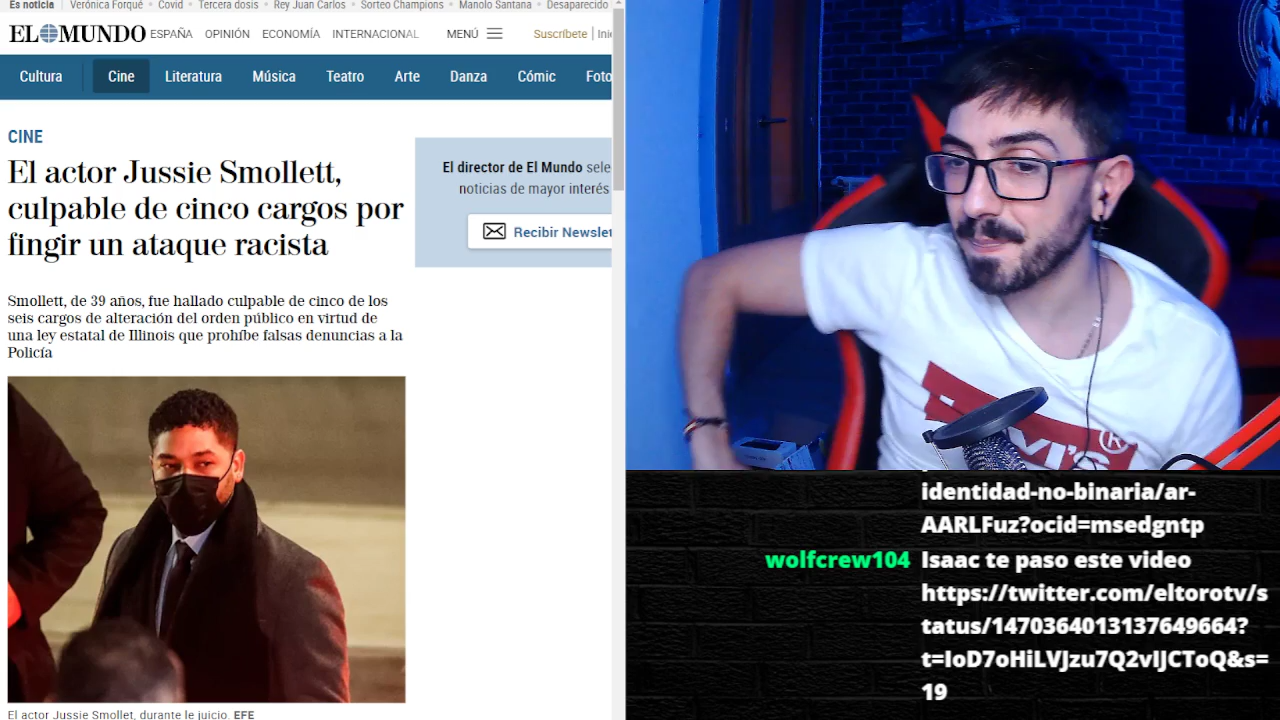 Es noticia Verónica Forqué Covid Tercera dosis Rey Juan Carlos Sorteo Champions Manolo Santana Desaparecido
EL MUNDO ESPAÑA OPINIÓN ECONOMÍA INTERNACIONAL MENÚ Suscríbete
Cultura Cine Literatura Música Teatro Arte Danza Cómic Foto
CINE
El actor Jussie Smollett,
culpable de cinco cargos por
fingir un ataque racista
El director de El Mundo sele
noticias de mayor interés
Recibir Newslet
Smollett, de 39 años, fue hallado culpable de cinco de los
seis cargos de alteración del orden público en virtud de
una ley estatal de Illinois que prohíbe falsas denuncias a la
Policía
El actor Jussie Smollet, durante le juicio. EFE
identidad-no-binaria/ar-
AARLFuz?ocid=msedgntp
wolfcrew104 Isaac te paso este video
https://twitter.com/eltorotv/s
tatus/1470364013137649664?
t=IoD7oHiLVJzu7Q2vIJCToQ&s=
19